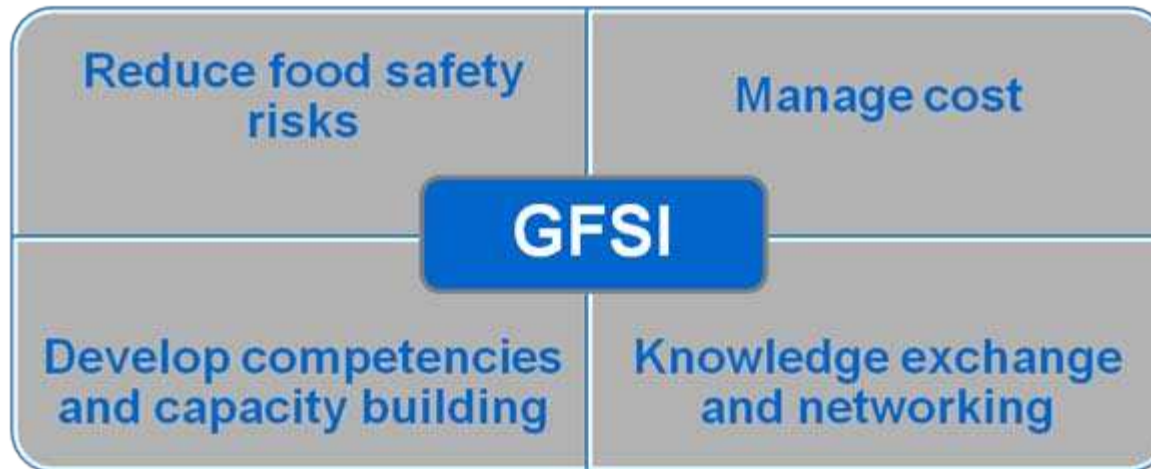 Reduce food safety
risks
Manage cost
GFSI
Develop competencies
and capacity building
Knowledge exchange
and networking